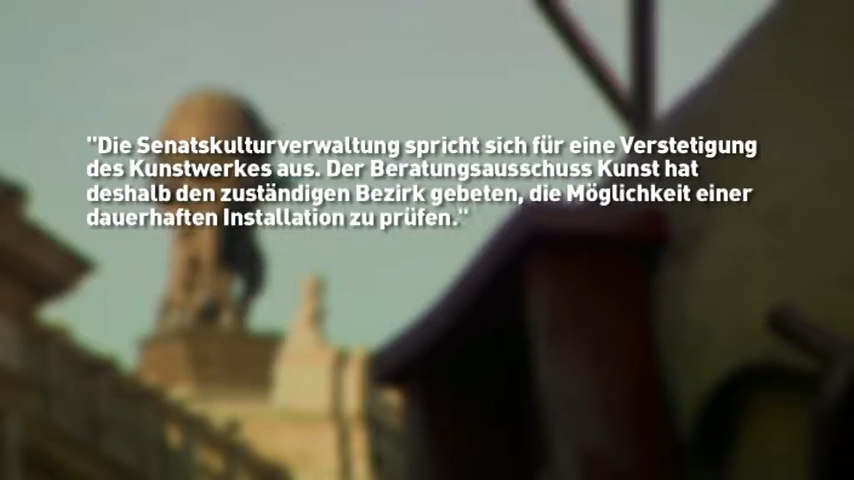 "Die Senatskulturverwaltung spricht sich für eine Verstetigung
des Kunstwerkes aus. Der Beratungsausschuss Kunst hat
deshalb den zuständigen Bezirk gebeten, die Möglichkeit einer
dauerhaften Installation zu prüfen."